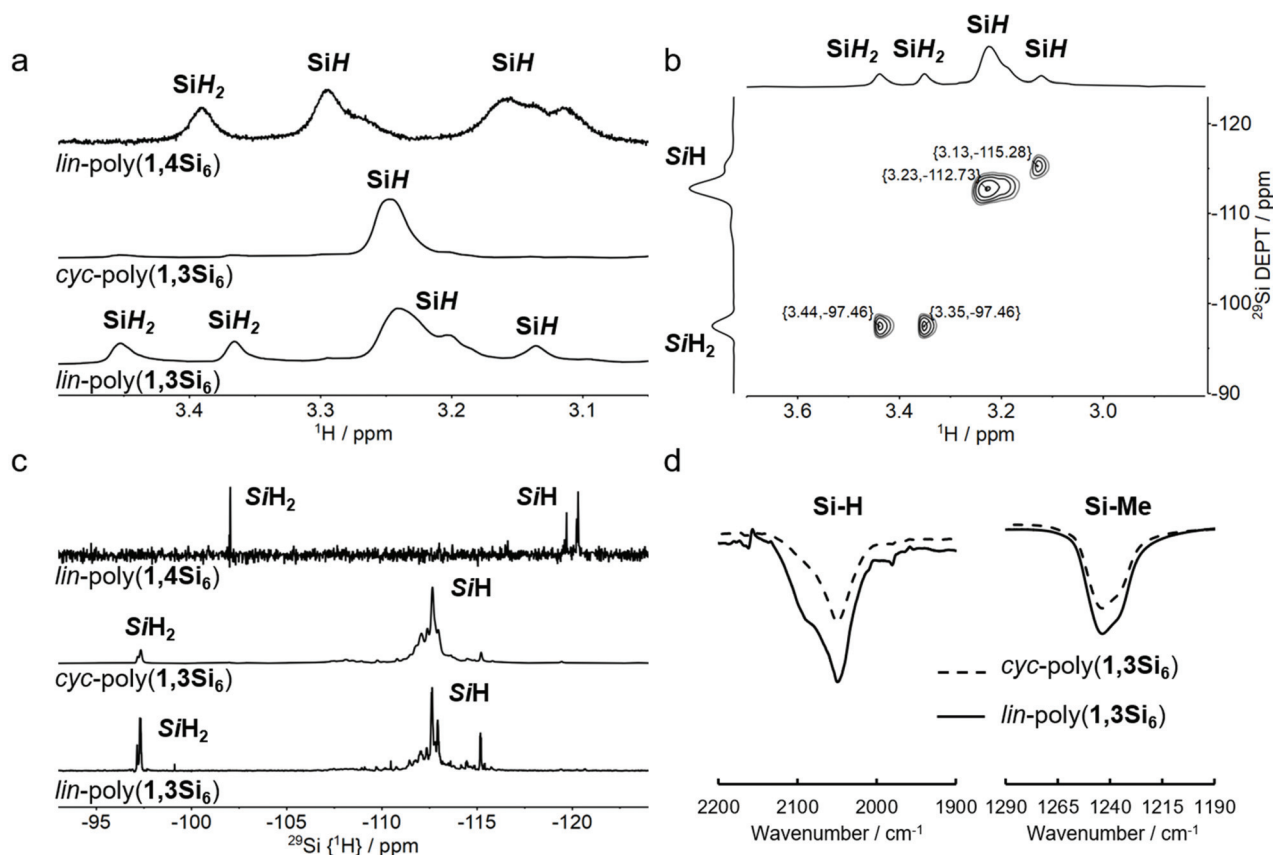 a
SiH₂ SiH SiH
lin-poly(1,4Si₆)
SiH
cyc-poly(1,3Si₆)
SiH₂ SiH₂ SiH SiH
lin-poly(1,3Si₆)
3.4 3.3 3.2 3.1
¹H / ppm
b
SiH₂ SiH₂ SiH SiH
SiH
SiH₂
{3.13,-115.28}
{3.23,-112.73}
{3.44,-97.46} {3.35,-97.46}
-120
-110
-100
-90
²⁹Si DEPT / ppm
3.6 3.4 3.2 3.0
¹H / ppm
c
SiH₂ SiH
lin-poly(1,4Si₆)
SiH₂ SiH
cyc-poly(1,3Si₆)
SiH₂ SiH
lin-poly(1,3Si₆)
-95 -100 -105 -110 -115 -120
²⁹Si {¹H} / ppm
d
Si-H Si-Me
cyc-poly(1,3Si₆)
lin-poly(1,3Si₆)
2200 2100 2000 1900
Wavenumber / cm⁻¹
1290 1265 1240 1215 1190
Wavenumber / cm⁻¹